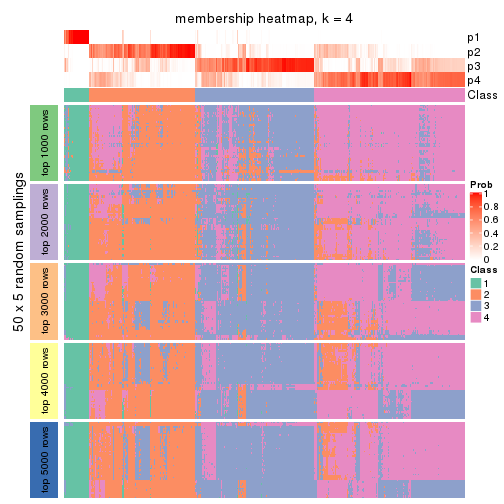 membership heatmap, k = 4
p1
p2
p3
p4
Class
50 x 5 random samplings
top 1000 rows
top 2000 rows
top 3000 rows
top 4000 rows
top 5000 rows
Prob
1
0.8
0.6
0.4
0.2
0
Class
1
2
3
4